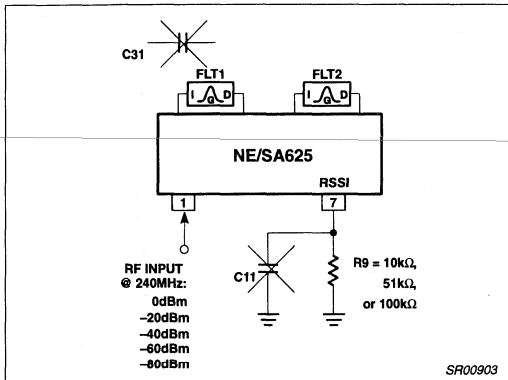 C31
FLT1
FLT2
I G D
I G D
NE/SA625
RSSI
1
7
RF INPUT
@ 240MHz:
0dBm
–20dBm
–40dBm
–60dBm
–80dBm
C11
R9 = 10kΩ,
51kΩ,
or 100kΩ
SR00903